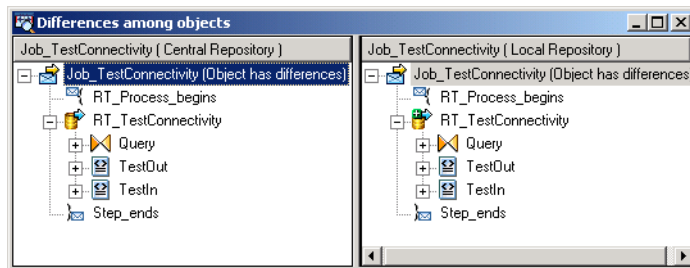 Differences among objects
Job_TestConnectivity ( Central Repository )
Job_TestConnectivity (Object has differences)
RT_Process_begins
RT_TestConnectivity
Query
TestOut
TestIn
Step_ends
Job_TestConnectivity ( Local Repository )
Job_TestConnectivity (Object has differences
RT_Process_begins
RT_TestConnectivity
Query
TestOut
TestIn
Step_ends